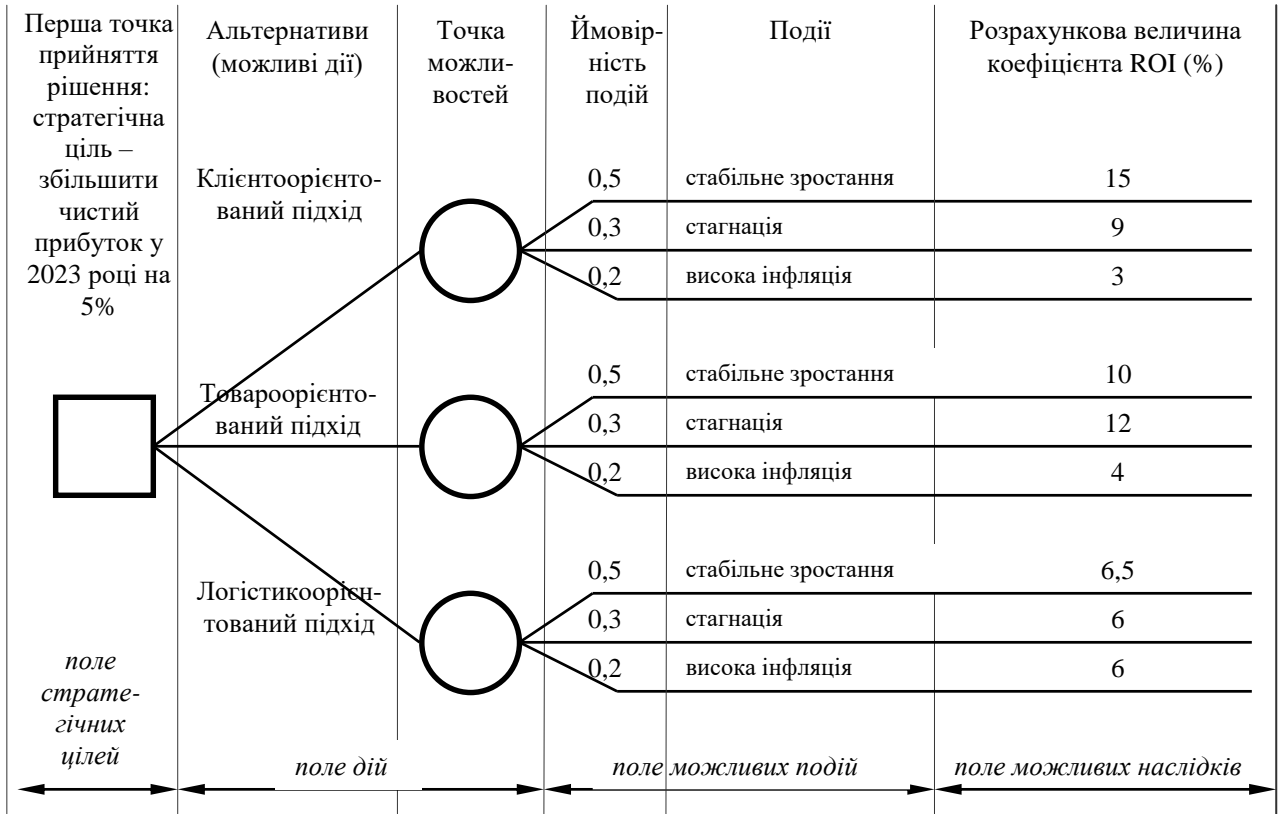 Перша точка
прийняття
рішення:
стратегічна
ціль –
збільшити
чистий
прибуток у
2023 році на
5%
Альтернативи
(можливі дії)
Точка
можли-
востей
Ймовір-
ність
подій
Події
Розрахункова величина
коефіцієнта ROI (%)
Клієнтоорієнто-
ваний підхід
0,5 стабільне зростання 15
0,3 стагнація 9
0,2 висока інфляція 3
Товароорієнто-
ваний підхід
0,5 стабільне зростання 10
0,3 стагнація 12
0,2 висока інфляція 4
Логістикоорієн-
тований підхід
0,5 стабільне зростання 6,5
0,3 стагнація 6
0,2 висока інфляція 6
поле
страте-
гічних
цілей
поле дій
поле можливих подій
поле можливих наслідків